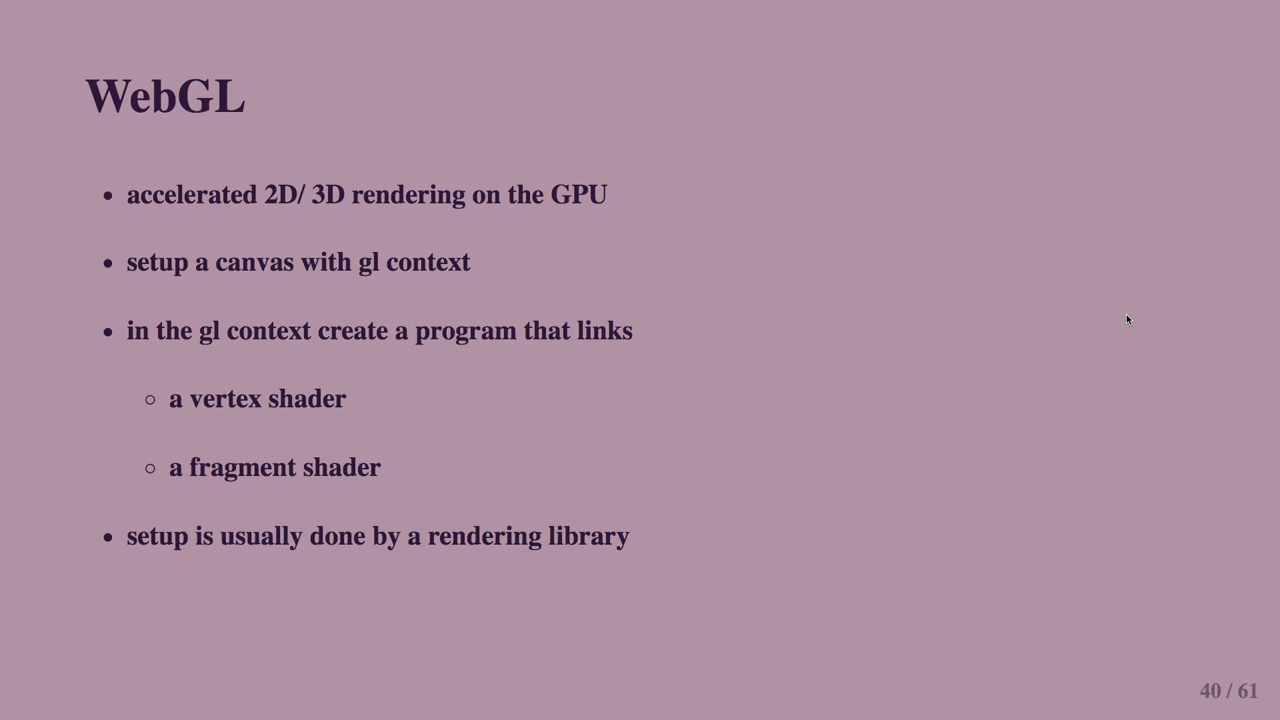 WebGL
accelerated 2D/ 3D rendering on the GPU
setup a canvas with gl context
in the gl context create a program that links
a vertex shader
a fragment shader
setup is usually done by a rendering library
40 / 61